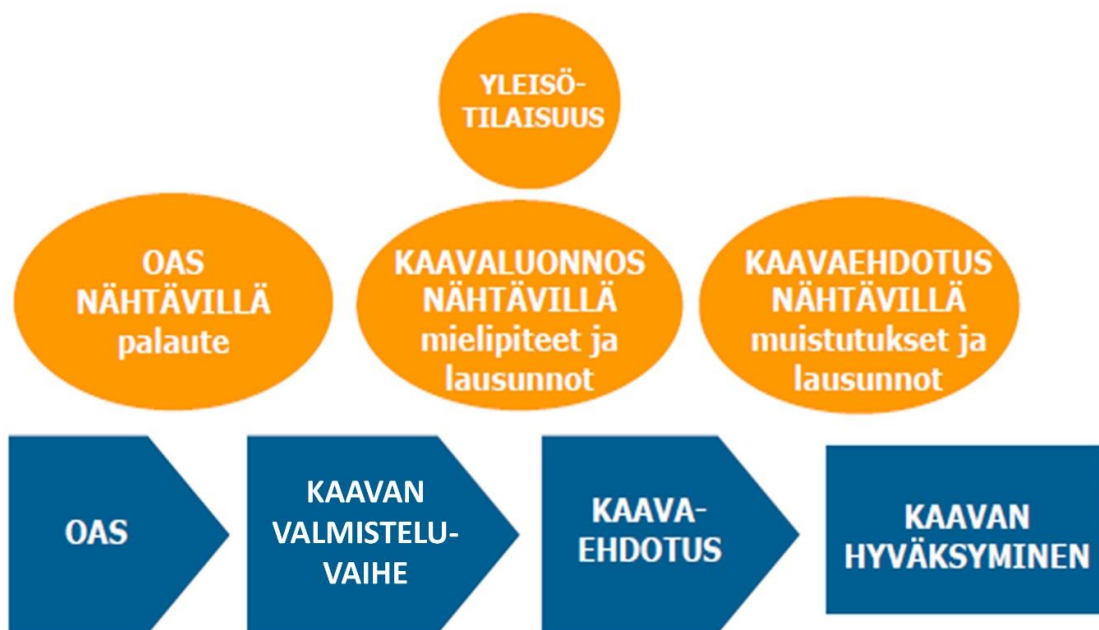 YLEISÖ-
TILAISUUS
OAS
NÄHTÄVILLÄ
palaute
KAAVALUONNOS
NÄHTÄVILLÄ
mielipiteet ja
lausunnot
KAAVAEHDOTUS
NÄHTÄVILLÄ
muistutukset ja
lausunnot
OAS
KAAVAN
VALMISTELU-
VAIHE
KAAVA-
EHDOTUS
KAAVAN
HYVÄKSYMINEN